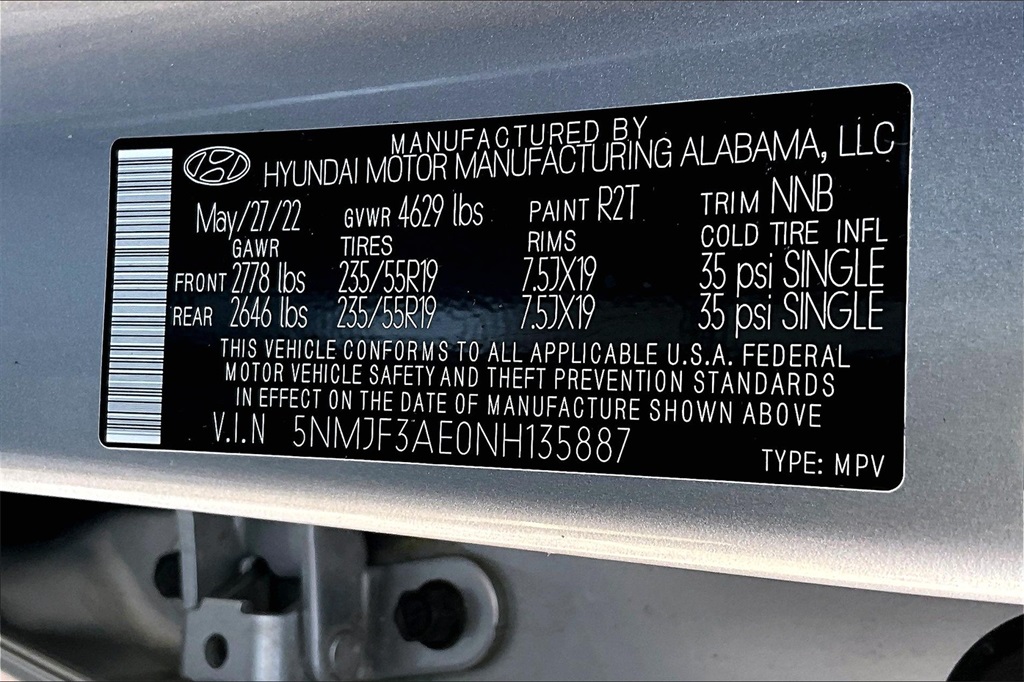 MANUFACTURED BY
HYUNDAI MOTOR MANUFACTURING ALABAMA, LLC
May/27/22 GVWR 4629 lbs PAINT R2T TRIM NNB
GAWR TIRES RIMS COLD TIRE INFL
FRONT 2778 lbs 235/55R19 7.5JX19 35 psi SINGLE
REAR 2646 lbs 235/55R19 7.5JX19 35 psi SINGLE
THIS VEHICLE CONFORMS TO ALL APPLICABLE U.S.A. FEDERAL
MOTOR VEHICLE SAFETY AND THEFT PREVENTION STANDARDS
IN EFFECT ON THE DATE OF MANUFACTURE SHOWN ABOVE
V.I.N 5NMJF3AE0NH135887
TYPE: MPV